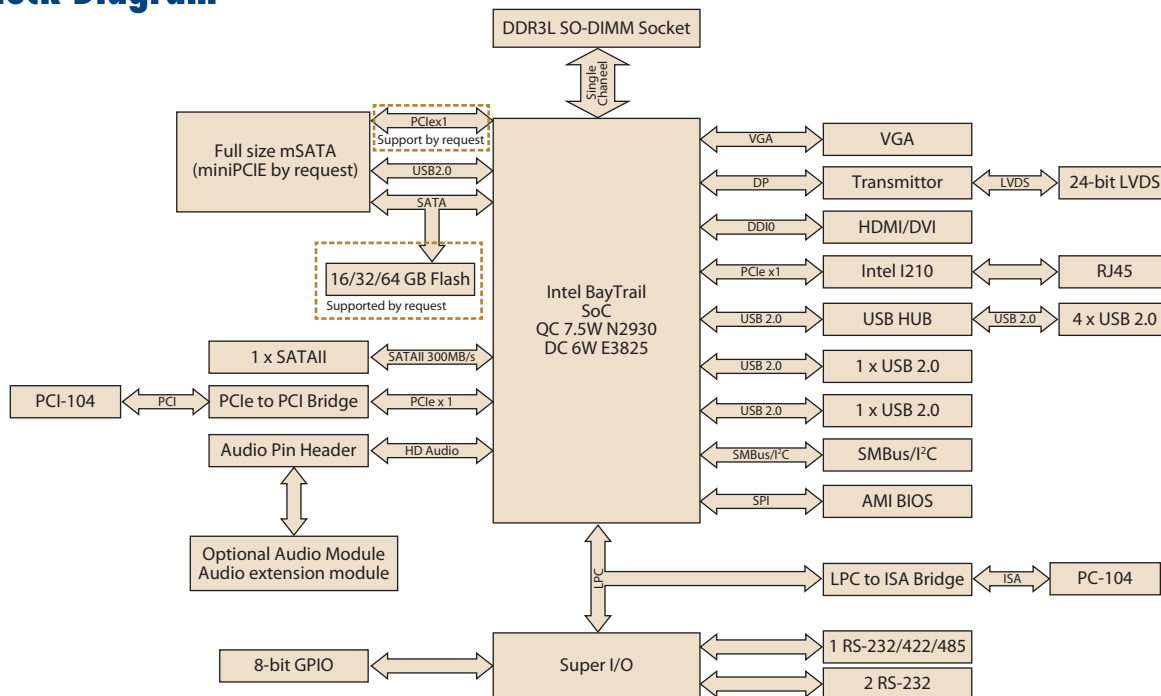 Block Diagram
DDR3L SO-DIMM Socket
Single
Chaneel
Full size mSATA
(miniPCIE by request)
PCIex1
Support by request
USB2.0
SATA
16/32/64 GB Flash
Supported by request
1 x SATAII
SATAII 300MB/s
PCI-104
PCI
PCIe to PCI Bridge
PCIe x 1
Audio Pin Header
HD Audio
Optional Audio Module
Audio extension module
Intel BayTrail
SoC
QC 7.5W N2930
DC 6W E3825
VGA
VGA
DP
Transmittor
LVDS
24-bit LVDS
DDI0
HDMI/DVI
PCIe x1
Intel I210
RJ45
USB 2.0
USB HUB
USB 2.0
4 x USB 2.0
USB 2.0
1 x USB 2.0
USB 2.0
1 x USB 2.0
SMBus/I²C
SMBus/I²C
SPI
AMI BIOS
LPC
LPC to ISA Bridge
ISA
PC-104
8-bit GPIO
Super I/O
1 RS-232/422/485
2 RS-232